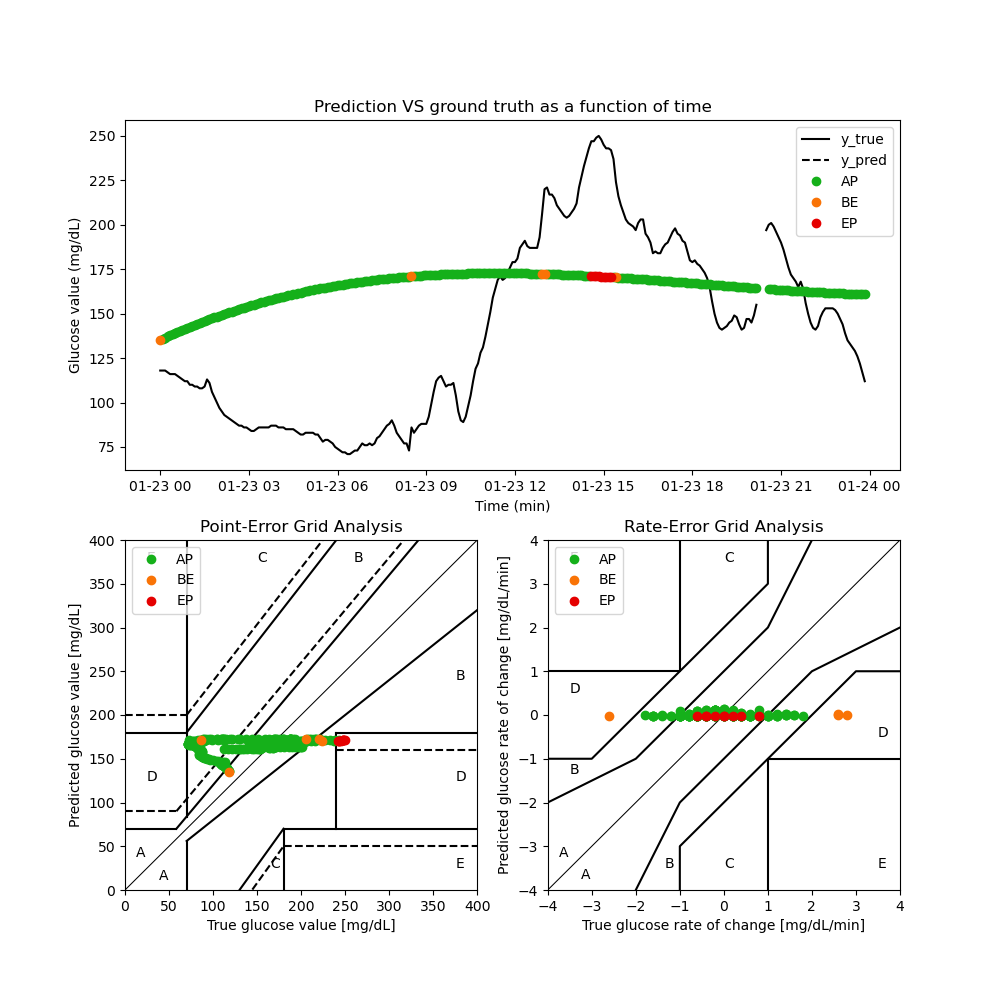 Prediction VS ground truth as a function of time
Glucose value (mg/dL)
250
225
200
175
150
125
100
75
y_true
y_pred
AP
BE
EP
01-23 00 01-23 03 01-23 06 01-23 09 01-23 12 01-23 15 01-23 18 01-23 21 01-24 00
Time (min)
Point-Error Grid Analysis
Predicted glucose value [mg/dL]
400
350
300
250
200
150
100
50
0
AP
BE
EP
C
B
B
D
D
A
A
C
E
0 50 100 150 200 250 300 350 400
True glucose value [mg/dL]
Rate-Error Grid Analysis
Predicted glucose rate of change [mg/dL/min]
4
3
2
1
0
−1
−2
−3
−4
AP
BE
EP
C
D
D
B
A
A
B
C
E
−4 −3 −2 −1 0 1 2 3 4
True glucose rate of change [mg/dL/min]